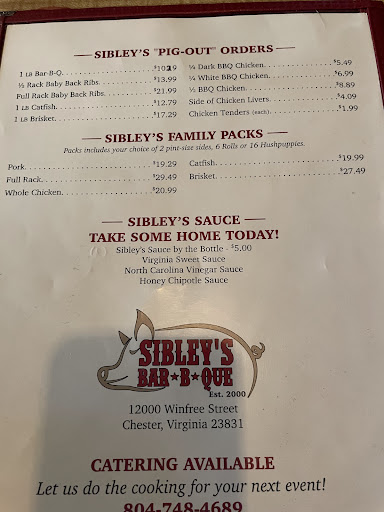 SIBLEY'S "PIG-OUT" ORDERS
1 LB Bar-B-Q $10.29
½ Rack Baby Back Ribs $13.99
Full Rack Baby Back Ribs $21.99
1 LB Catfish $12.79
1 LB Brisket $17.29
¼ Dark BBQ Chicken $5.49
¼ White BBQ Chicken $6.99
½ BBQ Chicken $8.89
Side of Chicken Livers $4.09
Chicken Tenders (each) $1.99
SIBLEY'S FAMILY PACKS
Packs includes your choice of 2 pint-size sides, 6 Rolls or 16 Hushpuppies.
Pork $19.29
Full Rack $29.49
Whole Chicken $20.99
Catfish $19.99
Brisket $27.49
SIBLEY'S SAUCE
TAKE SOME HOME TODAY!
Sibley's Sauce by the Bottle - $5.00
Virginia Sweet Sauce
North Carolina Vinegar Sauce
Honey Chipotle Sauce
SIBLEY'S
BAR★B★QUE
Est. 2000
12000 Winfree Street
Chester, Virginia 23831
CATERING AVAILABLE
Let us do the cooking for your next event!
804-748-4689